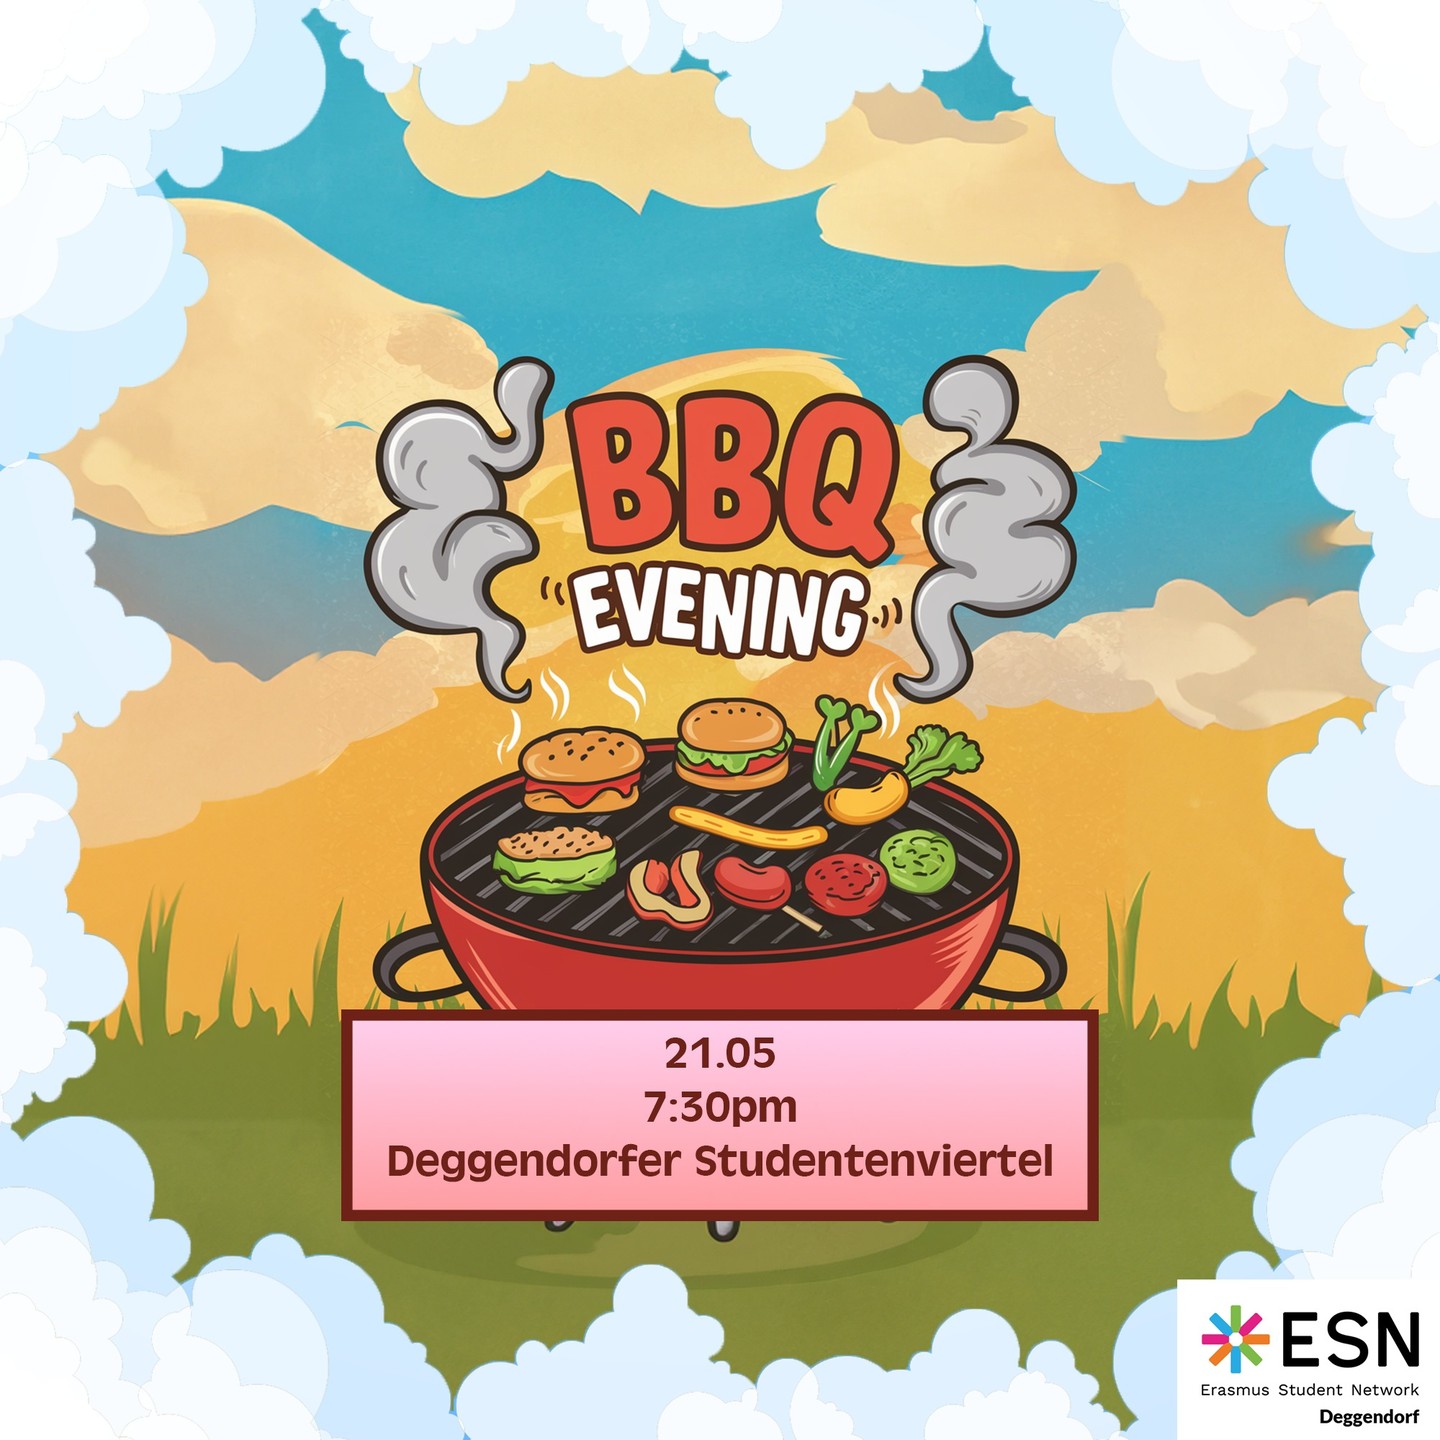 BBQ
EVENING
21.05
7:30pm
Deggendorfer Studentenviertel
ESN
Erasmus Student Network
Deggendorf